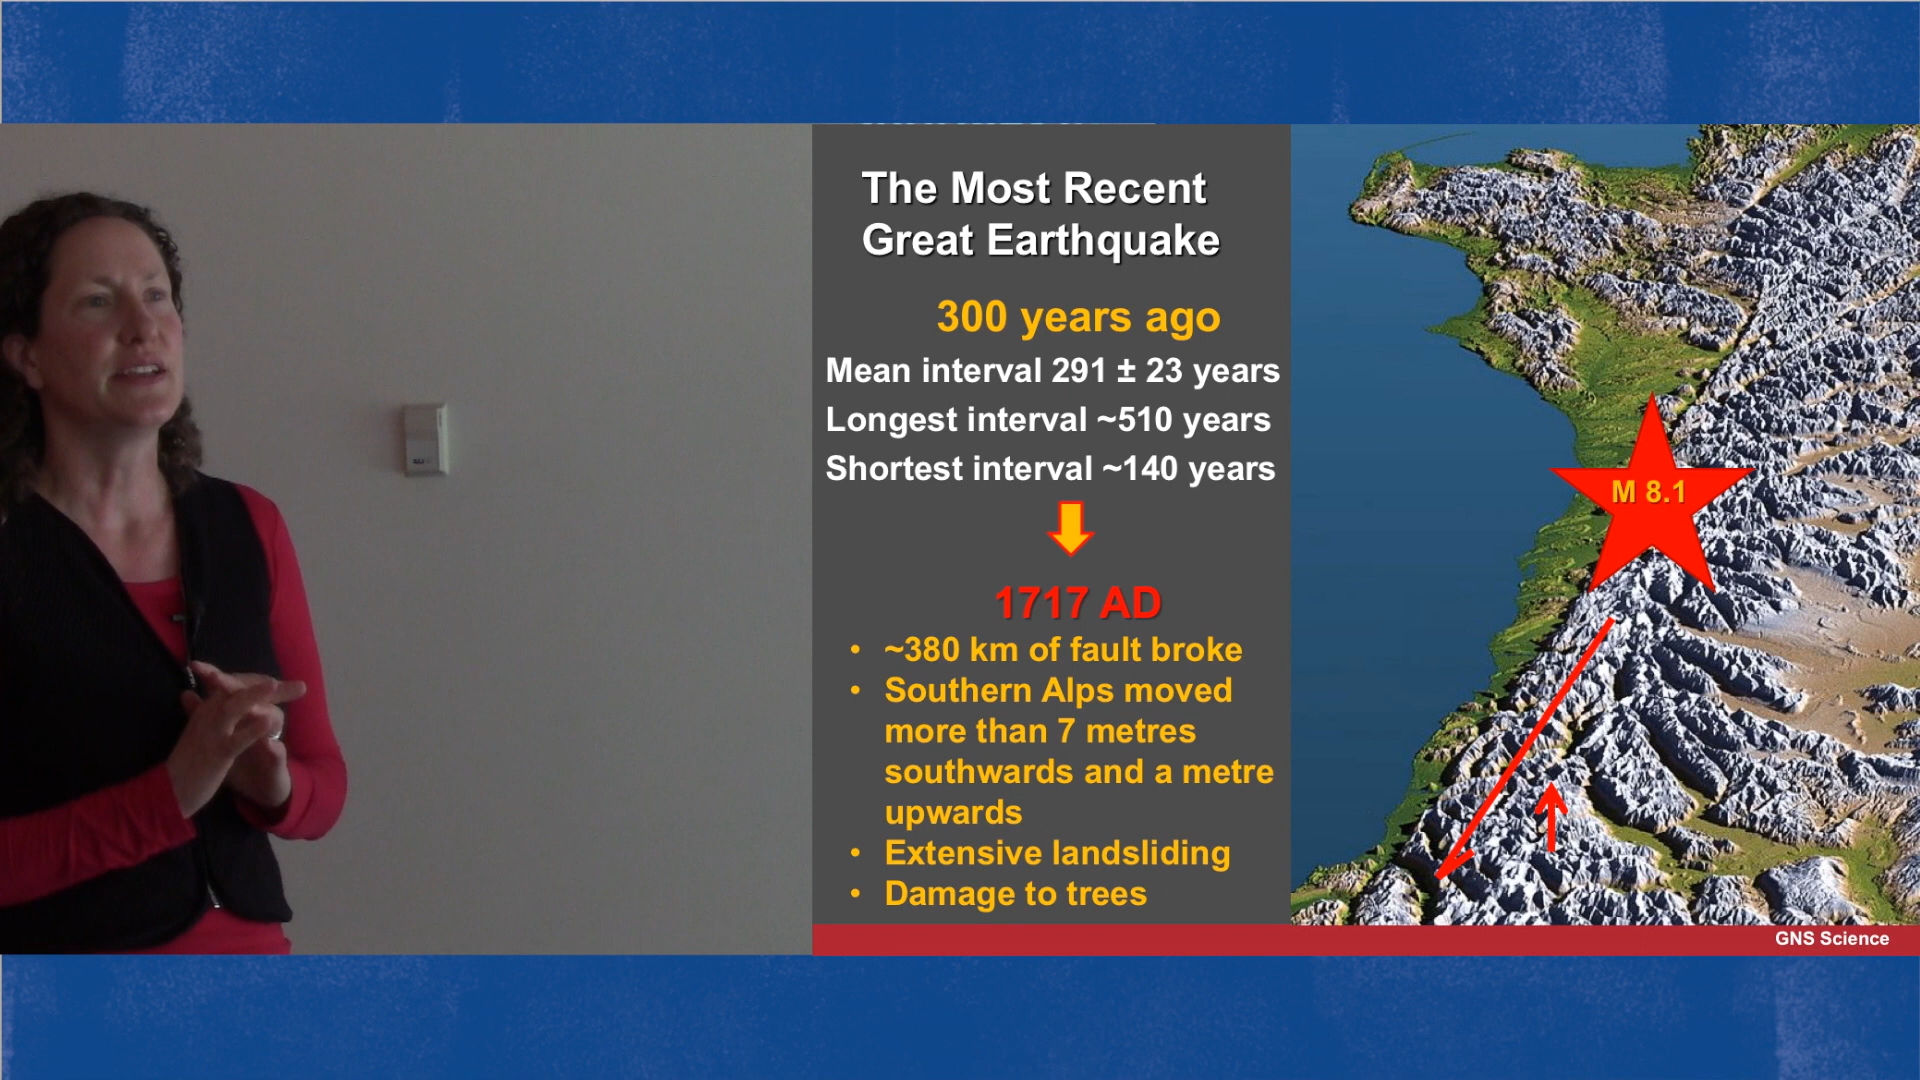 The Most Recent
Great Earthquake
300 years ago
Mean interval 291 ± 23 years
Longest interval ~510 years
Shortest interval ~140 years
1717 AD
• ~380 km of fault broke
• Southern Alps moved
more than 7 metres
southwards and a metre
upwards
• Extensive landsliding
• Damage to trees
M 8.1
GNS Science